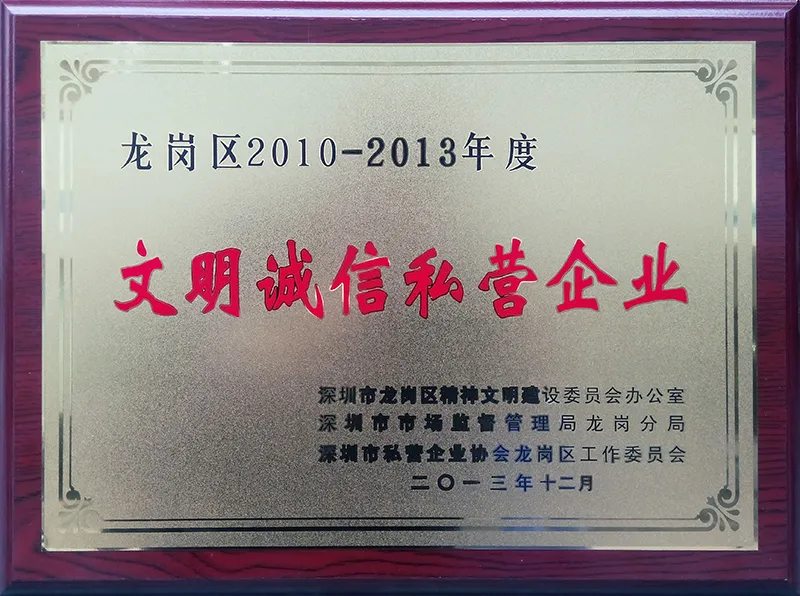 龙岗区2010-2013年度
文明诚信私营企业
深圳市龙岗区精神文明建设委员会办公室
深圳市市场监督管理局龙岗分局
深圳市私营企业协会龙岗区工作委员会
二〇一三年十二月